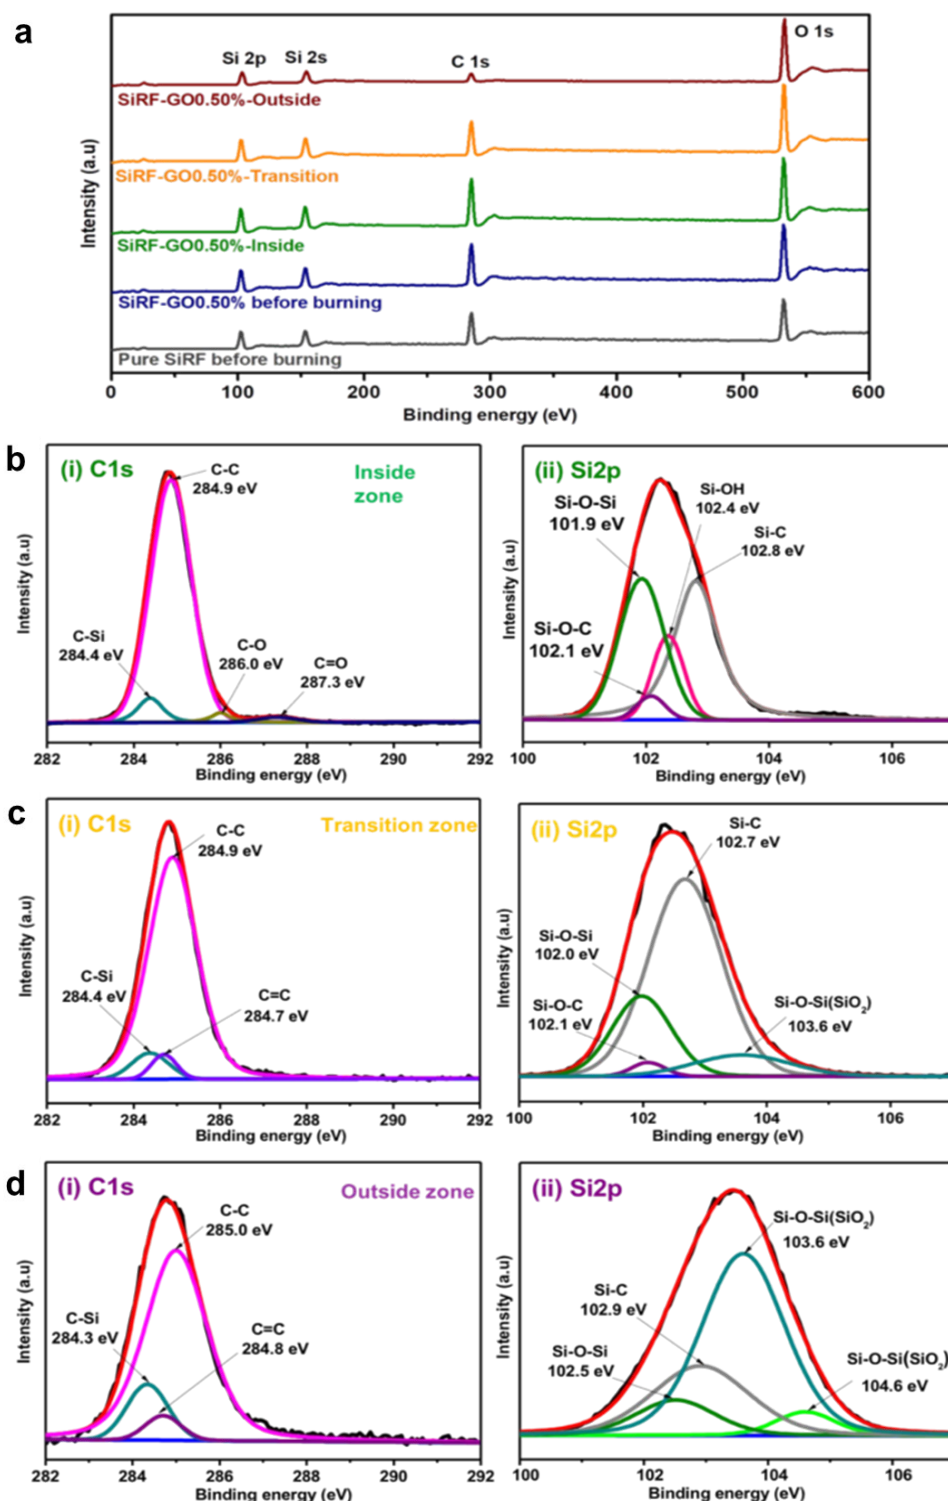 a
Si 2p
Si 2s
C 1s
O 1s
SiRF-GO0.50%-Outside
SiRF-GO0.50%-Transition
SiRF-GO0.50%-Inside
SiRF-GO0.50% before burning
Pure SiRF before burning
Intensity (a.u)
0 100 200 300 400 500 600
Binding energy (eV)
b
(i) C1s
Inside
zone
C-C
284.9 eV
C-Si
284.4 eV
C-O
286.0 eV
C=O
287.3 eV
Intensity (a.u)
282 284 286 288 290 292
Binding energy (eV)
(ii) Si2p
Si-O-Si
101.9 eV
Si-OH
102.4 eV
Si-C
102.8 eV
Si-O-C
102.1 eV
Intensity (a.u)
100 102 104 106
Binding energy (eV)
c
(i) C1s
Transition zone
C-C
284.9 eV
C-Si
284.4 eV
C=C
284.7 eV
Intensity (a.u)
282 284 286 288 290 292
Binding energy (eV)
(ii) Si2p
Si-C
102.7 eV
Si-O-Si
102.0 eV
Si-O-C
102.1 eV
Si-O-Si(SiO₂)
103.6 eV
Intensity (a.u)
100 102 104 106
Binding energy (eV)
d
(i) C1s
Outside zone
C-C
285.0 eV
C-Si
284.3 eV
C=C
284.8 eV
Intensity (a.u)
282 284 286 288 290 292
Binding energy (eV)
(ii) Si2p
Si-O-Si(SiO₂)
103.6 eV
Si-C
102.9 eV
Si-O-Si
102.5 eV
Si-O-Si(SiO₂)
104.6 eV
Intensity (a.u)
100 102 104 106
Binding energy (eV)